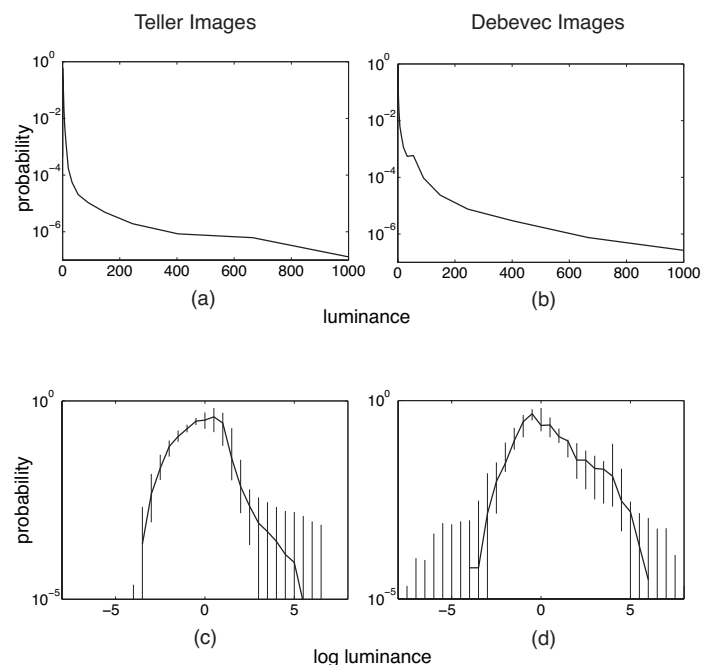 Teller Images
Debevec Images
probability
10^0
10^-2
10^-4
10^-6
0 200 400 600 800 1000
(a)
10^0
10^-2
10^-4
10^-6
0 200 400 600 800 1000
(b)
luminance
probability
10^0
10^-5
-5 0 5
(c)
10^0
10^-5
-5 0 5
(d)
log luminance